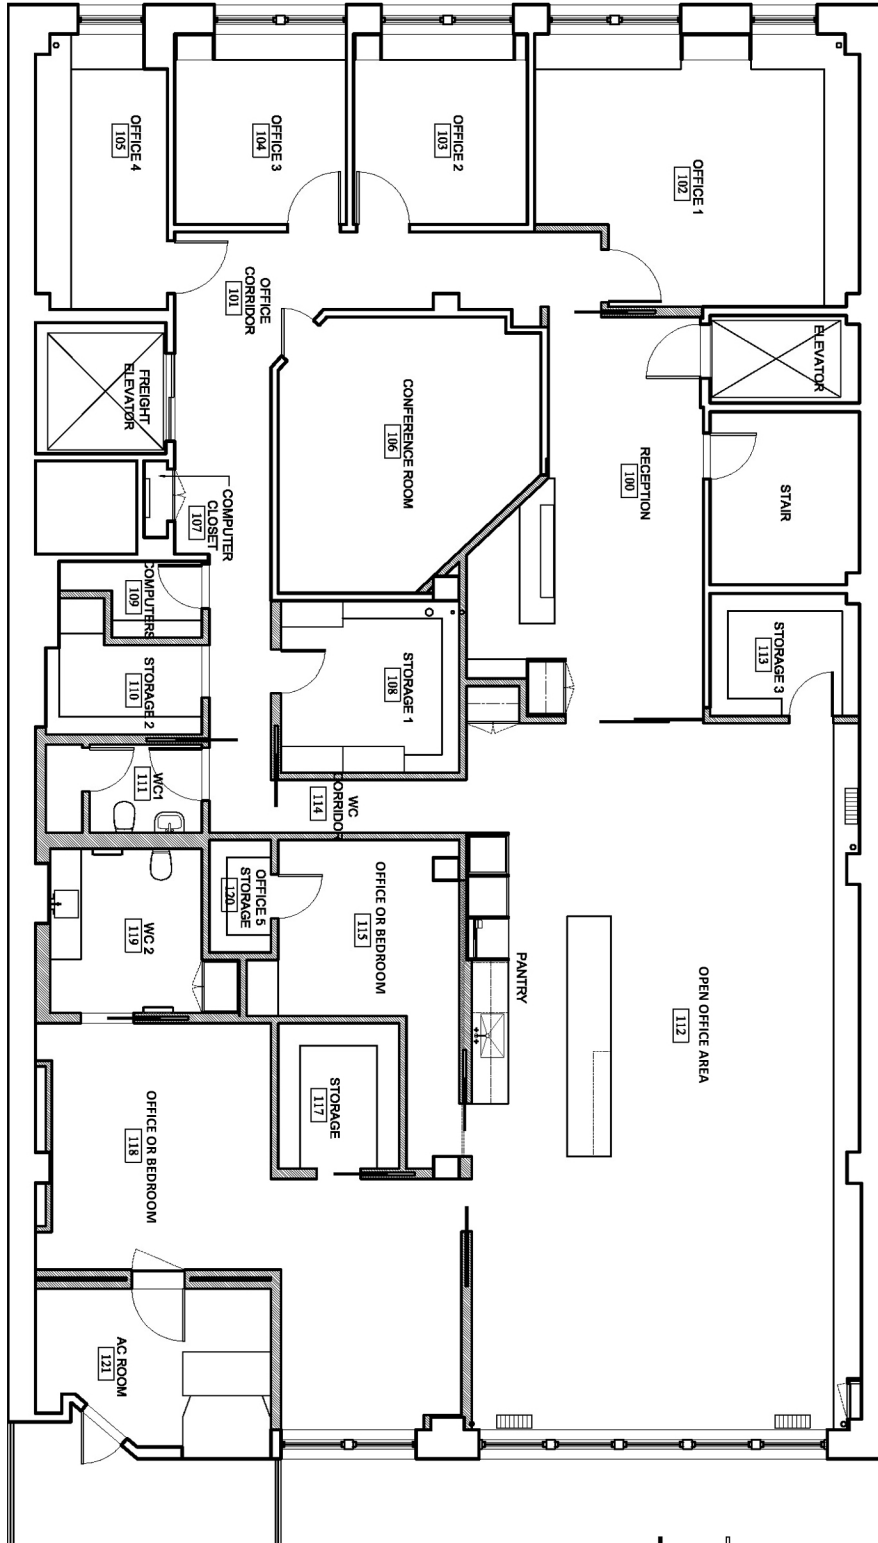 OFFICE 4
105
OFFICE 3
104
OFFICE 2
103
OFFICE 1
102
OFFICE
CORRIDOR
101
FREIGHT
ELEVATOR
ELEVATOR
CONFERENCE ROOM
106
RECEPTION
100
STAIR
COMPUTER
CLOSET
107
COMPUTERS
109
STORAGE 2
110
STORAGE 1
108
STORAGE 3
113
WC1
111
WC
CORRIDOR
114
OFFICE 5
STORAGE
120
OFFICE OR BEDROOM
115
WC 2
119
PANTRY
OPEN OFFICE AREA
112
STORAGE
117
OFFICE OR BEDROOM
118
AC ROOM
121